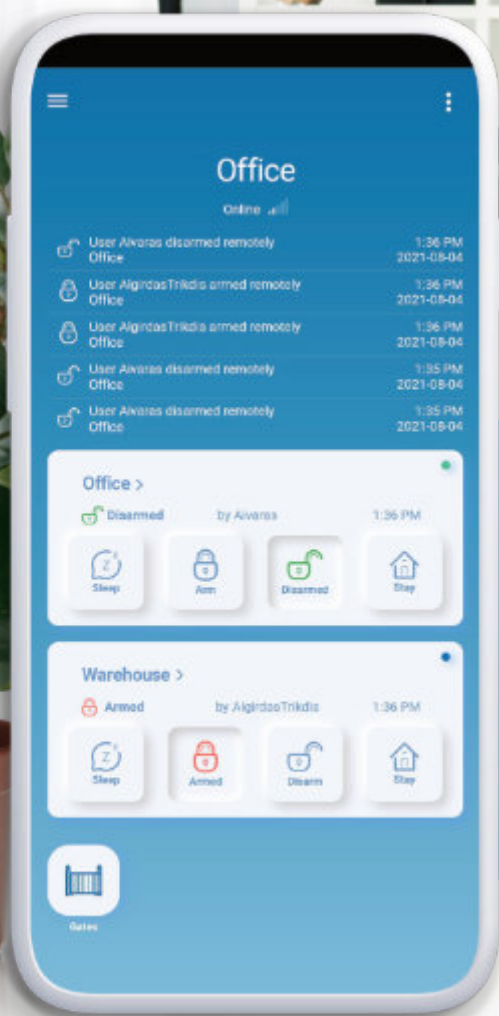 Office
Online
User Aivaras disarmed remotely 1:36 PM
Office 2021-08-04
User AlgirdasTrikdis armed remotely 1:36 PM
Office 2021-08-04
User AlgirdasTrikdis armed remotely 1:36 PM
Office 2021-08-04
User Aivaras disarmed remotely 1:35 PM
Office 2021-08-04
User Aivaras disarmed remotely 1:35 PM
Office 2021-08-04
Office >
Disarmed by Aivaras 1:36 PM
Sleep Arm Disarmed Stay
Warehouse >
Armed by AlgirdasTrikdis 1:36 PM
Sleep Armed Disarm Stay
Gates